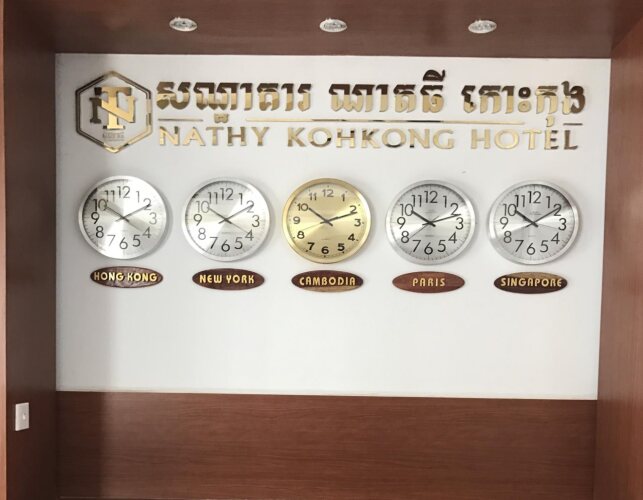 សណ្ឋាគារ ណាតធី កោះកុង
NATHY KOHKONG HOTEL
HONG KONG
NEW YORK
CAMBODIA
PARIS
SINGAPORE